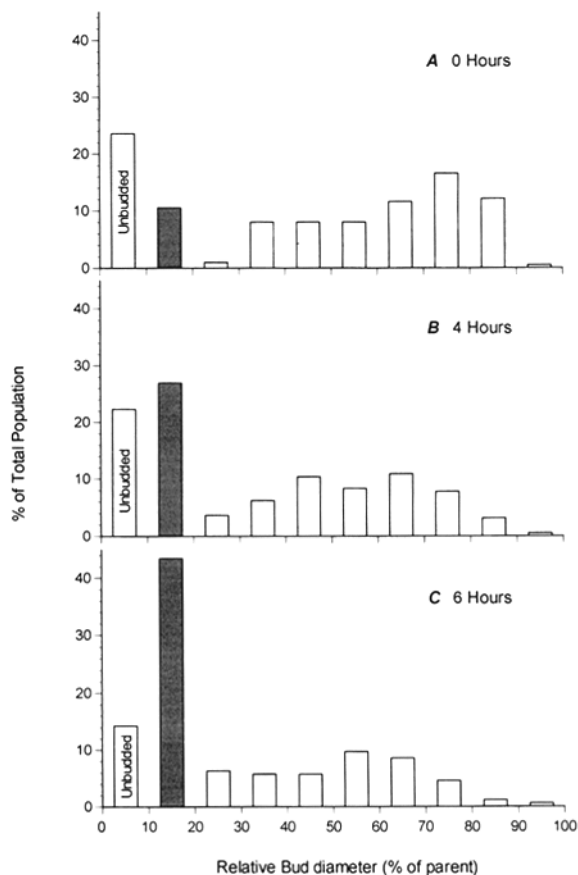 40
A 0 Hours
30
20
Unbudded
10
0
40
B 4 Hours
30
% of Total Population
20
Unbudded
10
0
C 6 Hours
40
30
20
Unbudded
10
0
0 10 20 30 40 50 60 70 80 90 100
Relative Bud diameter (% of parent)